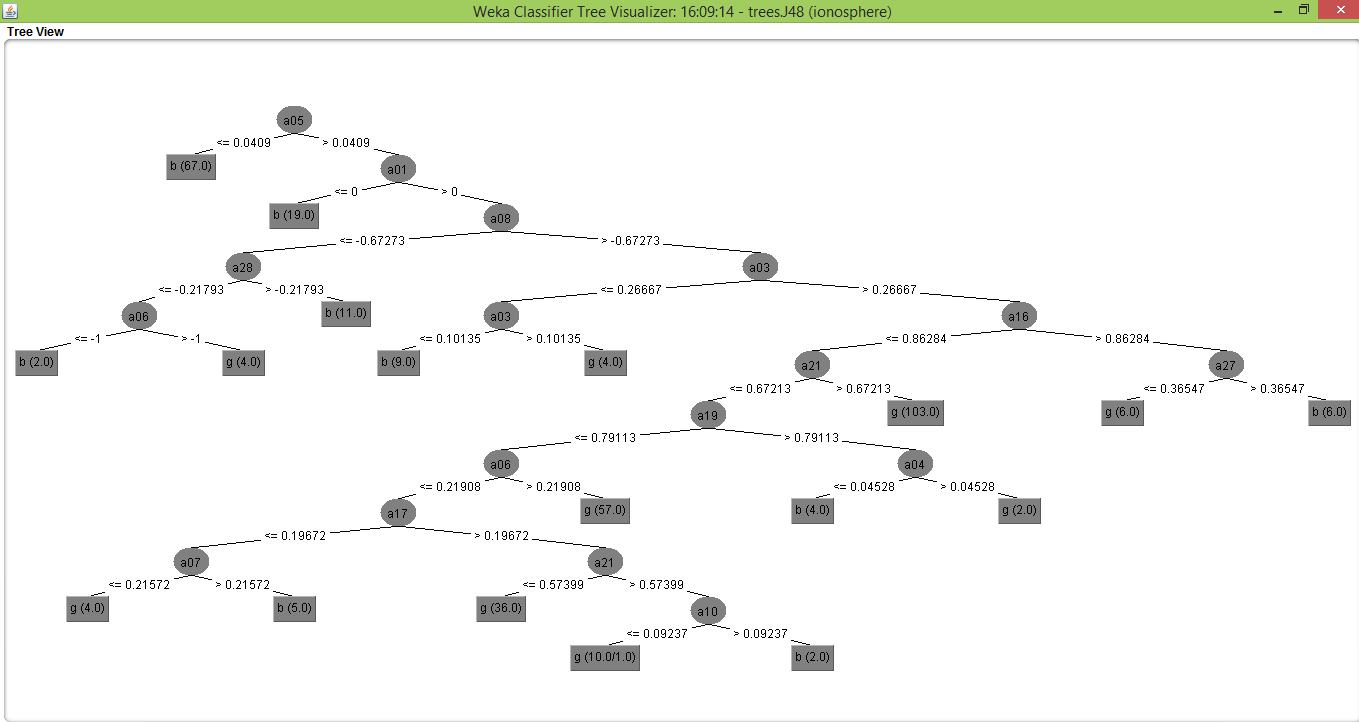 Weka Classifier Tree Visualizer: 16:09:14 - trees.J48 (ionosphere)
Tree View
a05
<= 0.0409 > 0.0409
b (67.0) a01
<= 0 > 0
b (19.0) a08
<= -0.67273 > -0.67273
a28 a03
<= -0.21793 > -0.21793 <= 0.26667 > 0.26667
a06 b (11.0) a03 a16
<= -1 > -1 <= 0.10135 > 0.10135 <= 0.86284 > 0.86284
b (2.0) g (4.0) b (9.0) g (4.0) a21 a27
<= 0.67213 > 0.67213 <= 0.36547 > 0.36547
a19 g (103.0) g (6.0) b (6.0)
<= 0.79113 > 0.79113
a06 a04
<= 0.21908 > 0.21908 <= 0.04528 > 0.04528
a17 g (57.0) b (4.0) g (2.0)
<= 0.19672 > 0.19672
a07 a21
<= 0.21572 > 0.21572 <= 0.57399 > 0.57399
g (4.0) b (5.0) g (36.0) a10
<= 0.09237 > 0.09237
g (10.0/1.0) b (2.0)